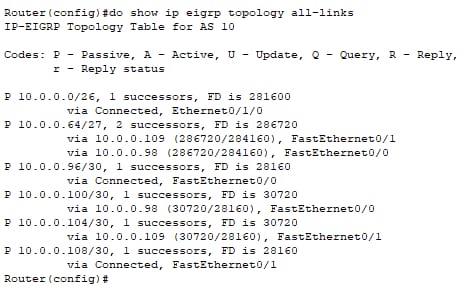 Router(config)#do show ip eigrp topology all-links
IP-EIGRP Topology Table for AS 10
Codes: P - Passive, A - Active, U - Update, Q - Query, R - Reply,
r - Reply status
P 10.0.0.0/26, 1 successors, FD is 281600
via Connected, Ethernet0/1/0
P 10.0.0.64/27, 2 successors, FD is 286720
via 10.0.0.109 (286720/284160), FastEthernet0/1
via 10.0.0.98 (286720/284160), FastEthernet0/0
P 10.0.0.96/30, 1 successors, FD is 28160
via Connected, FastEthernet0/0
P 10.0.0.100/30, 1 successors, FD is 30720
via 10.0.0.98 (30720/28160), FastEthernet0/0
P 10.0.0.104/30, 1 successors, FD is 30720
via 10.0.0.109 (30720/28160), FastEthernet0/1
P 10.0.0.108/30, 1 successors, FD is 28160
via Connected, FastEthernet0/1
Router(config)#